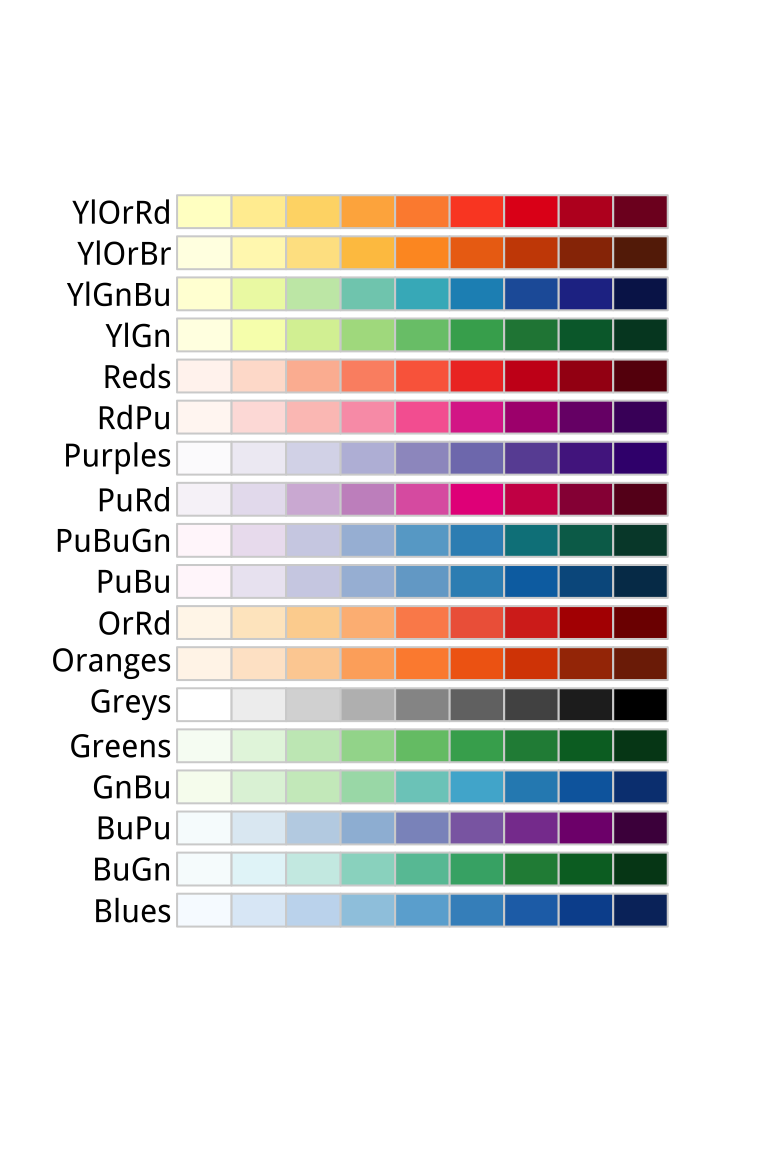 YlOrRd
YlOrBr
YlGnBu
YlGn
Reds
RdPu
Purples
PuRd
PuBuGn
PuBu
OrRd
Oranges
Greys
Greens
GnBu
BuPu
BuGn
Blues